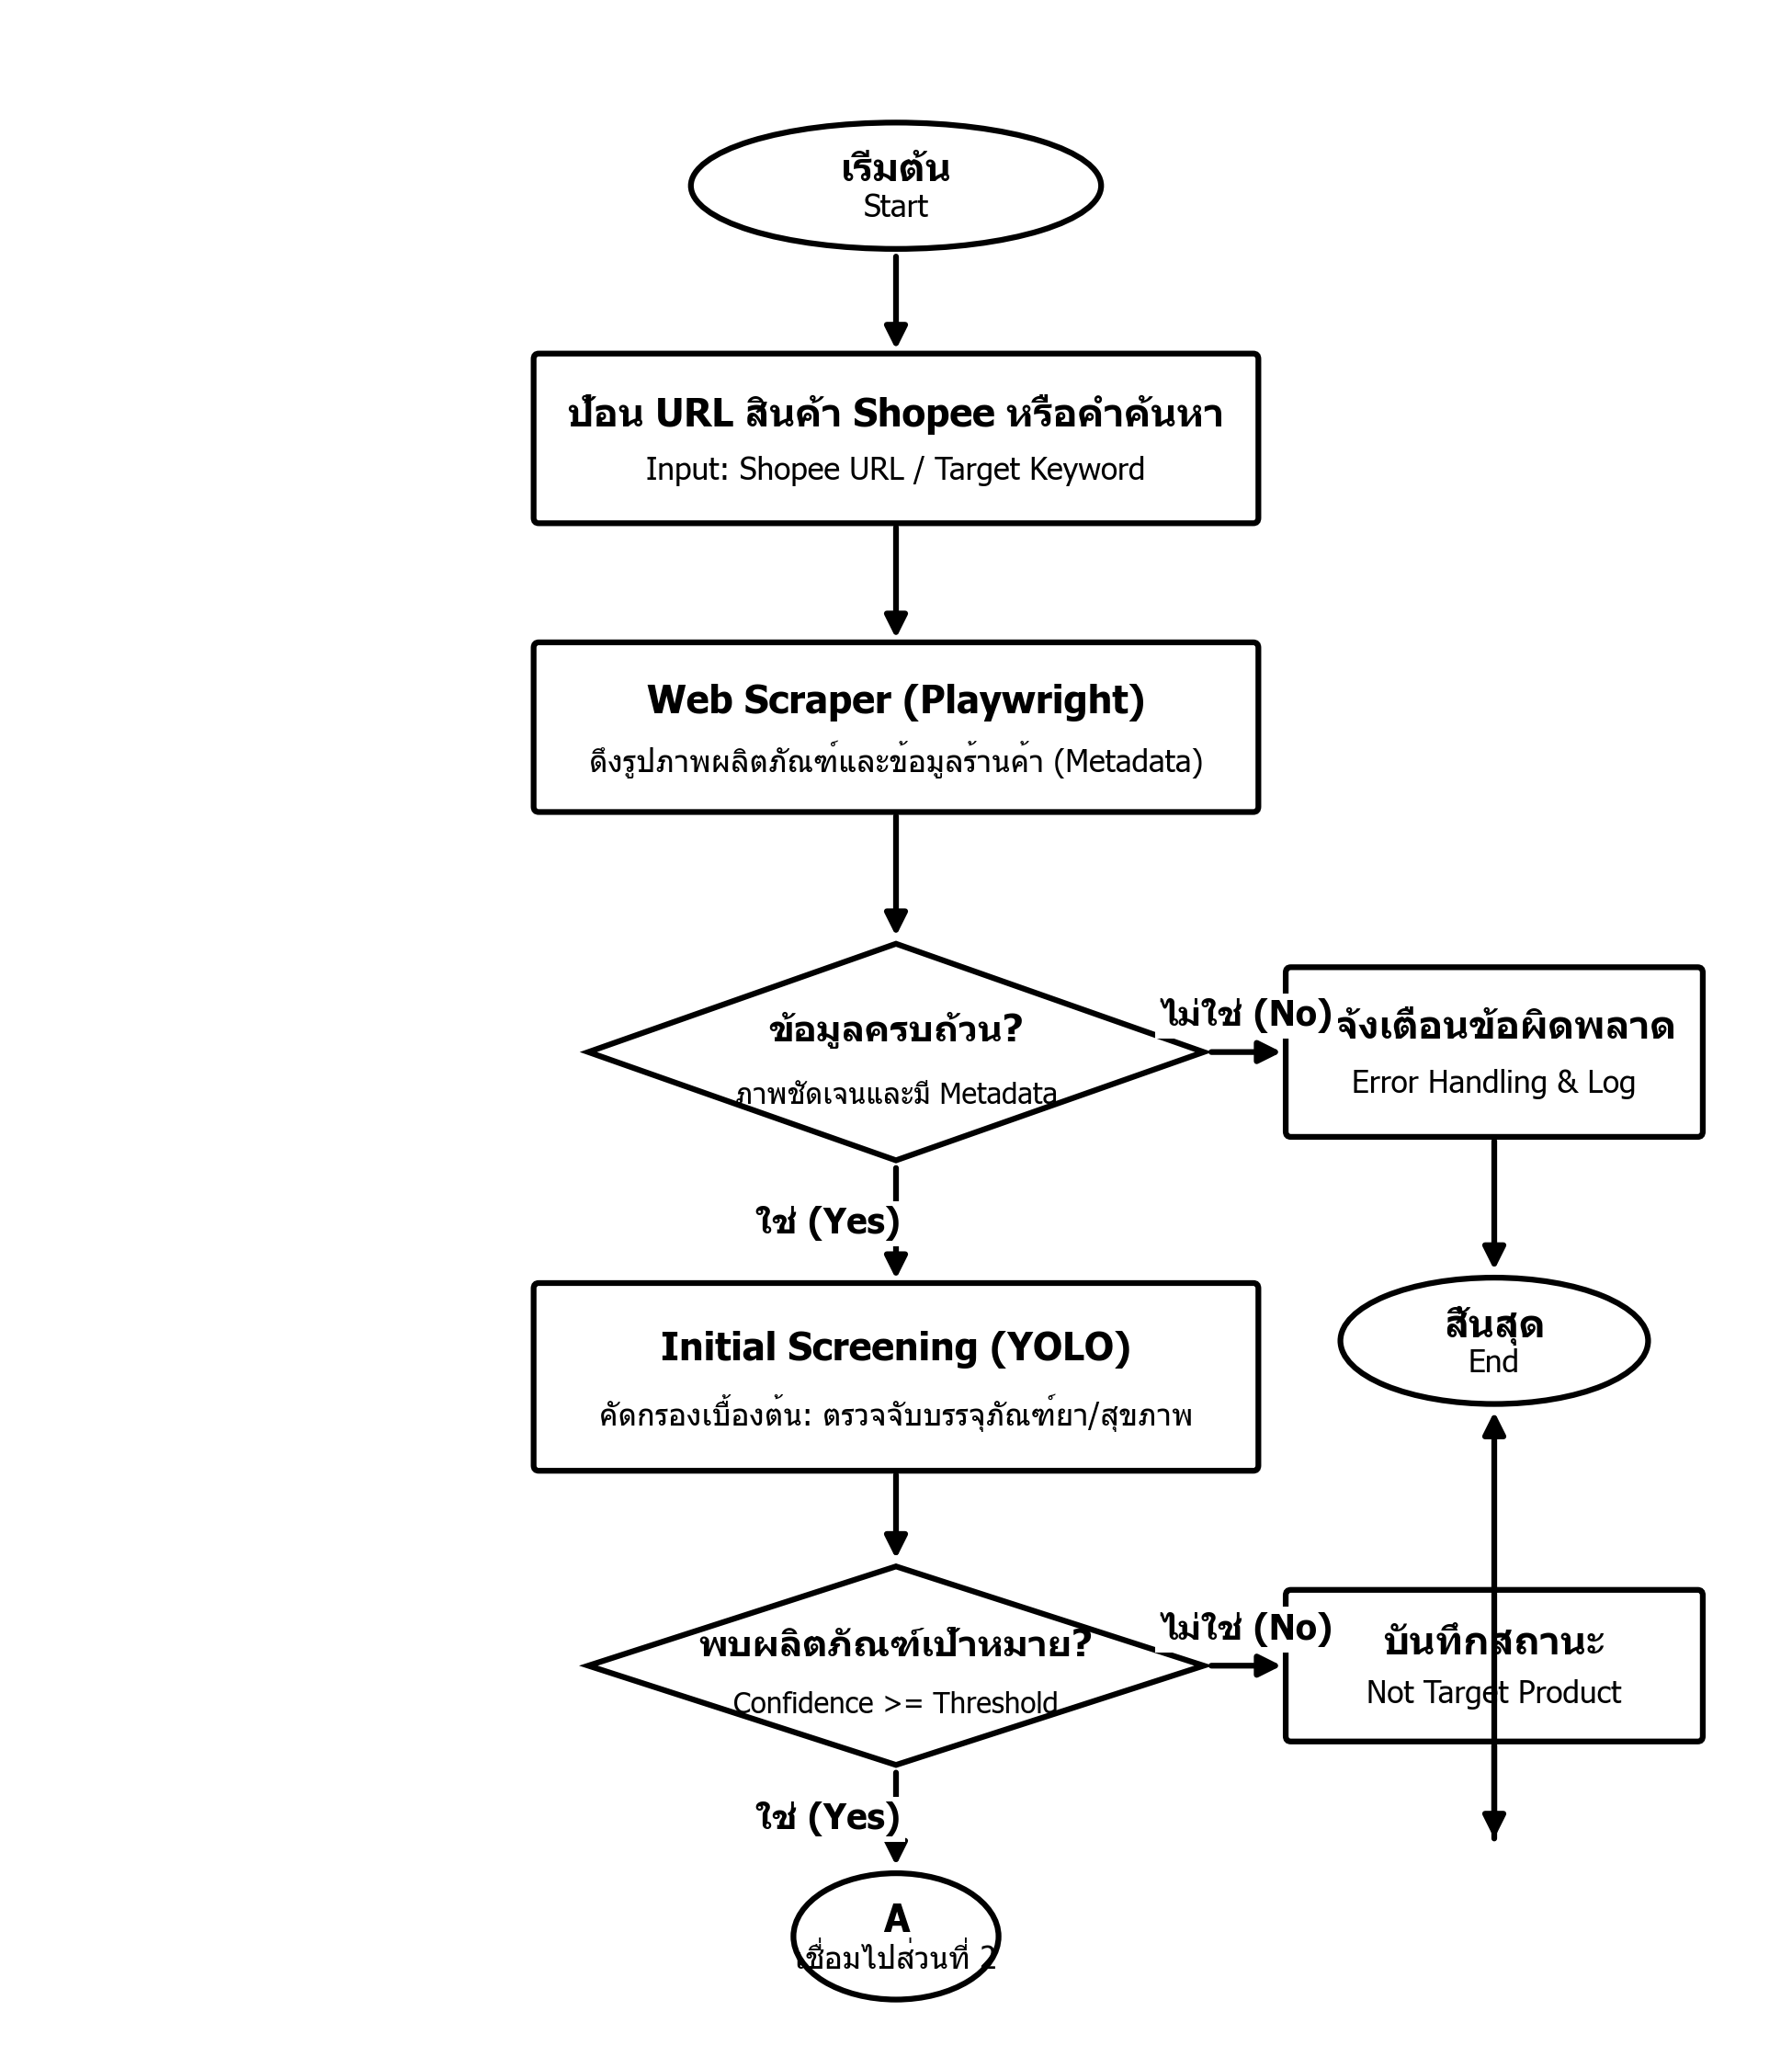 เริ่มต้น
Start
ป้อน URL สินค้า Shopee หรือคำค้นหา
Input: Shopee URL / Target Keyword
Web Scraper (Playwright)
ดึงรูปภาพผลิตภัณฑ์และข้อมูลร้านค้า (Metadata)
ข้อมูลครบถ้วน?
ภาพชัดเจนและมี Metadata
ไม่ใช่ (No)
จ้งเตือนข้อผิดพลาด
Error Handling & Log
ใช่ (Yes)
Initial Screening (YOLO)
คัดกรองเบื้องต้น: ตรวจจับบรรจุภัณฑ์ยา/สุขภาพ
สิ้นสุด
End
พบผลิตภัณฑ์เป้าหมาย?
Confidence >= Threshold
ไม่ใช่ (No)
บันทึกสถานะ
Not Target Product
ใช่ (Yes)
A
เชื่อมไปส่วนที่ 2